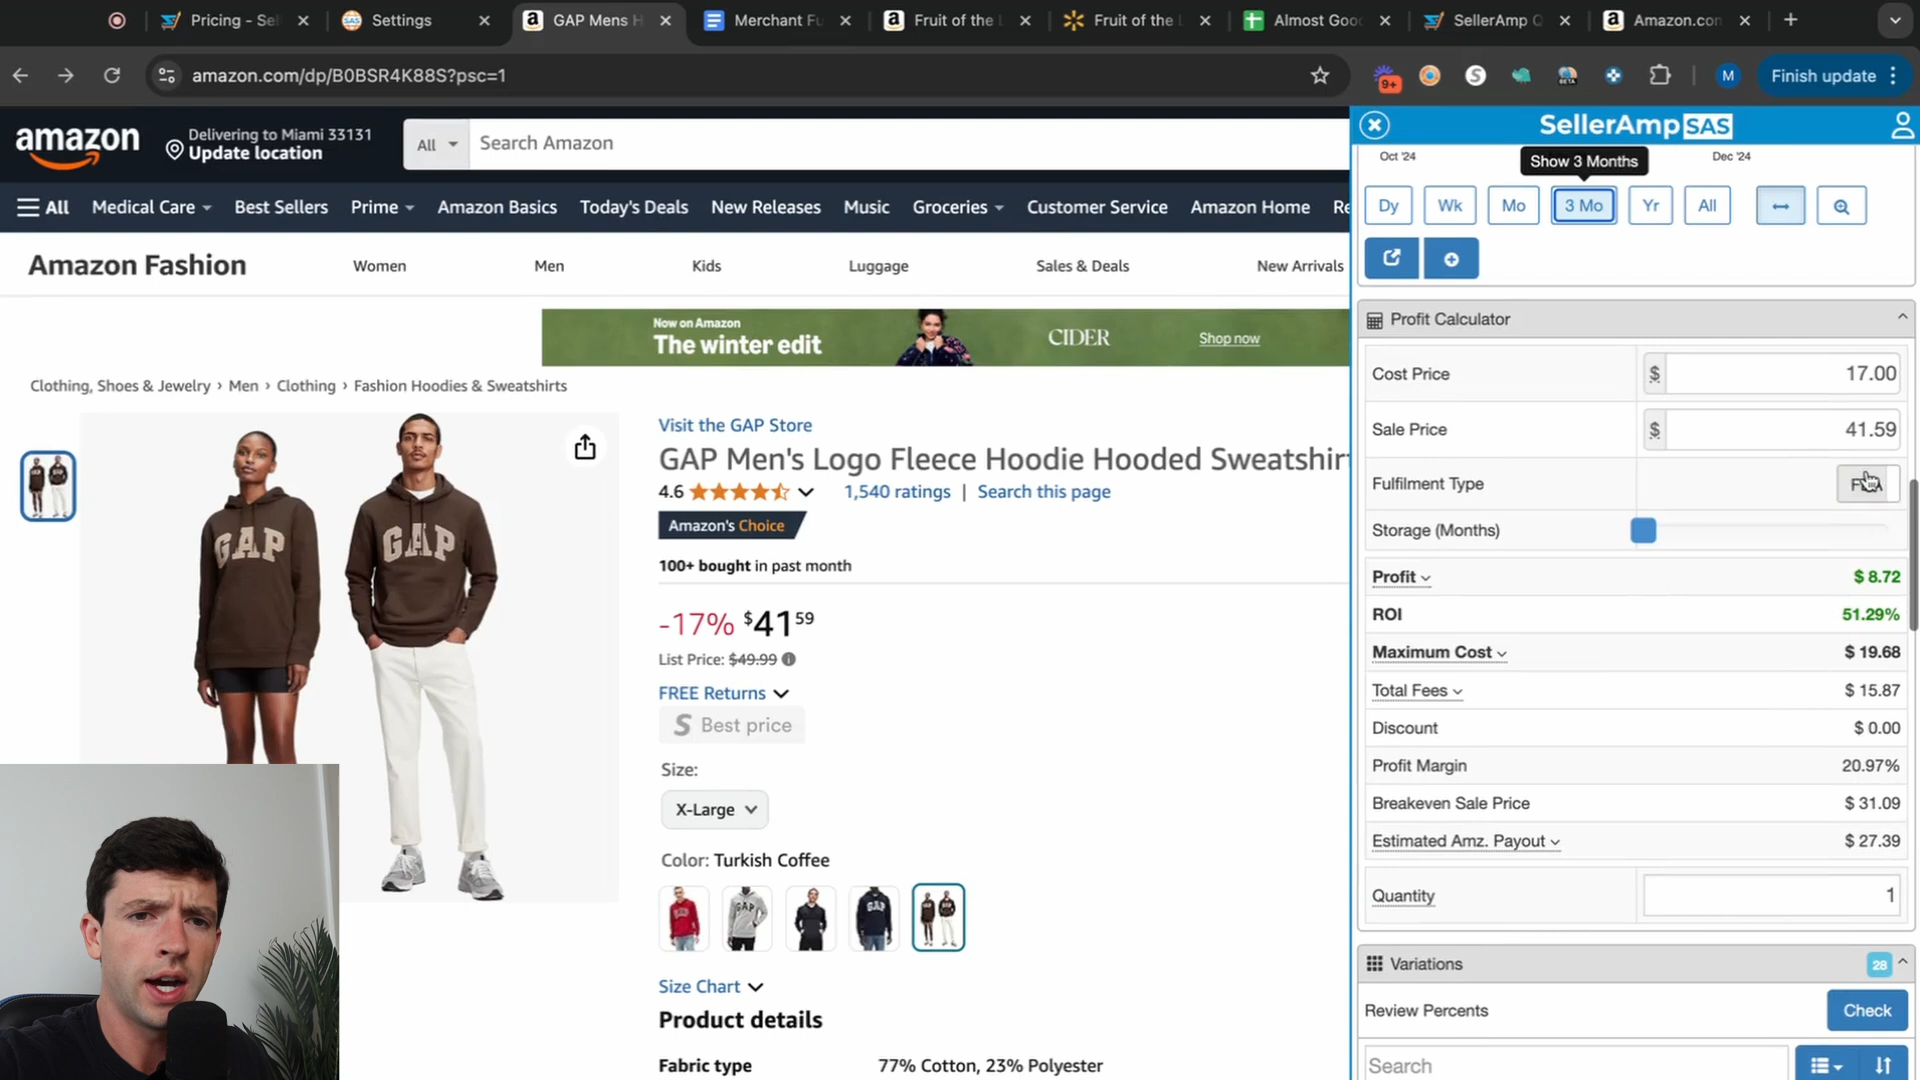 Pricing - Sel
Settings
GAP Mens H
Merchant Fu
Fruit of the L
Fruit of the L
Almost Good
SellerAmp Q
Amazon.com
amazon.com/dp/B0BSR4K88S?psc=1
9+
BETA
M
Finish update
amazon
Delivering to Miami 33131
Update location
All
Search Amazon
All
Medical Care
Best Sellers
Prime
Amazon Basics
Today's Deals
New Releases
Music
Groceries
Customer Service
Amazon Home
Re
Amazon Fashion
Women
Men
Kids
Luggage
Sales & Deals
New Arrivals
Now on Amazon
The winter edit
CIDER
Shop now
Clothing, Shoes & Jewelry › Men › Clothing › Fashion Hoodies & Sweatshirts
GAP
GAP
Visit the GAP Store
GAP Men's Logo Fleece Hoodie Hooded Sweatshirt
4.6
1,540 ratings | Search this page
Amazon's Choice
100+ bought in past month
-17% $41 59
List Price: $49.99
FREE Returns
S Best price
Size:
X-Large
Color: Turkish Coffee
Size Chart
Product details
Fabric type 77% Cotton, 23% Polyester
SellerAmp SAS
Oct '24
Show 3 Months
Dec '24
Dy
Wk
Mo
3 Mo
Yr
All
Profit Calculator
Cost Price $ 17.00
Sale Price $ 41.59
Fulfilment Type
Storage (Months)
Profit $ 8.72
ROI 51.29%
Maximum Cost $ 19.68
Total Fees $ 15.87
Discount $ 0.00
Profit Margin 20.97%
Breakeven Sale Price $ 31.09
Estimated Amz. Payout $ 27.39
Quantity 1
Variations 28
Review Percents Check
Search